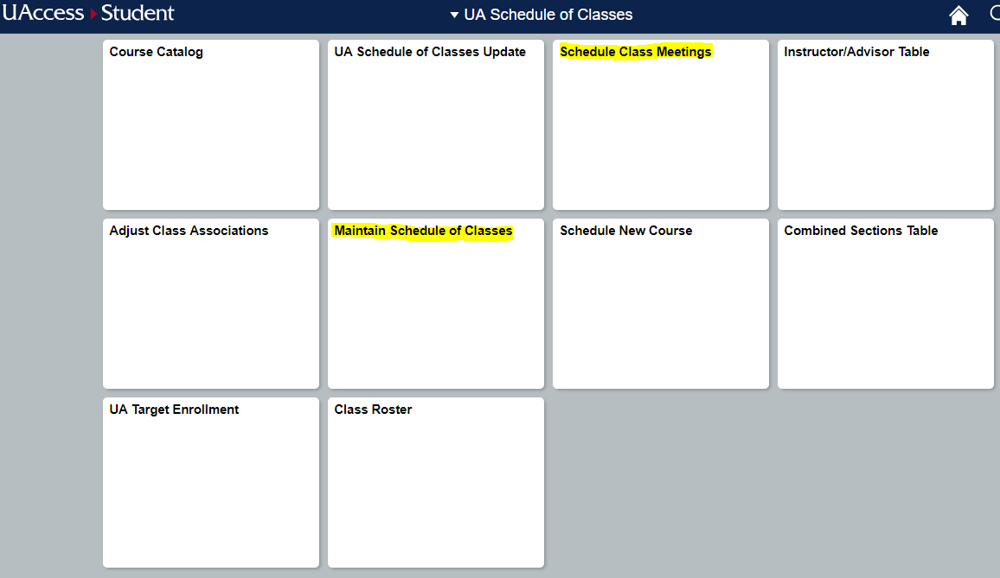 UAccess Student
UA Schedule of Classes
Course Catalog
UA Schedule of Classes Update
Schedule Class Meetings
Instructor/Advisor Table
Adjust Class Associations
Maintain Schedule of Classes
Schedule New Course
Combined Sections Table
UA Target Enrollment
Class Roster